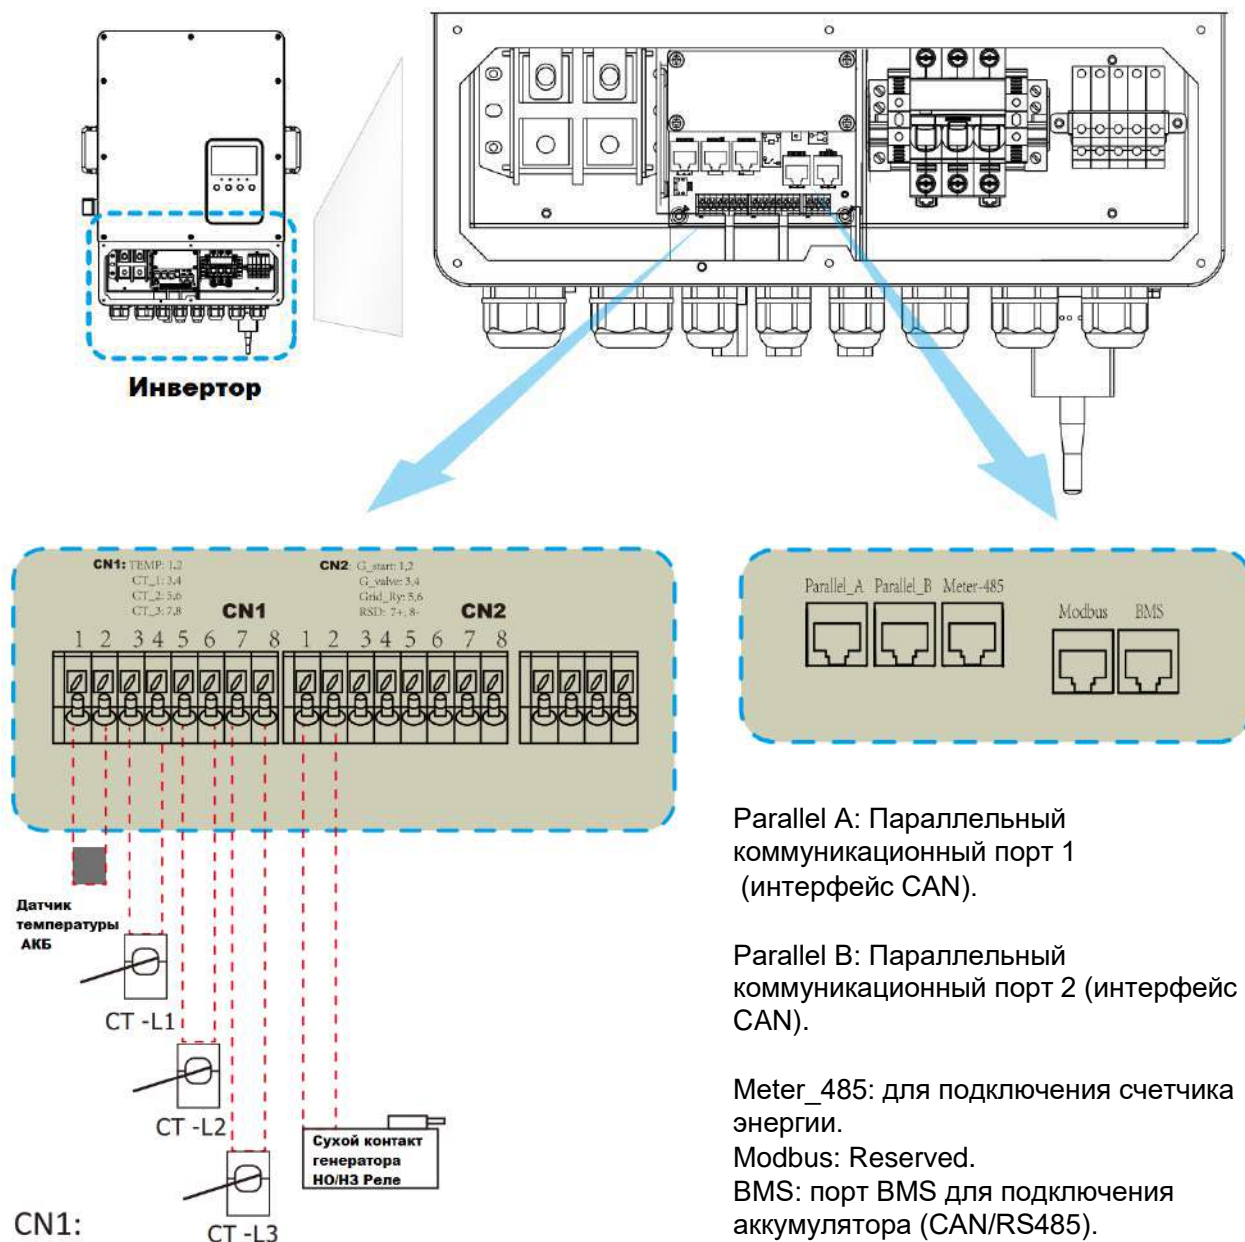 Инвертор
CN1: TEMP: 1,2
CT_1: 3,4
CT_2: 5,6
CT_3: 7,8
CN1
CN2: G_start: 1,2
G_valve: 3,4
Grid_Ry: 5,6
RSD: 7+, 8-
CN2
1 2 3 4 5 6 7 8
1 2 3 4 5 6 7 8
Датчик
температуры
АКБ
CT -L1
CT -L2
CT -L3
Сухой контакт
генератора
НО/НЗ Реле
CN1:
Parallel_A Parallel_B Meter-485
Modbus BMS
Parallel A: Параллельный
коммуникационный порт 1
(интерфейс CAN).
Parallel B: Параллельный
коммуникационный порт 2 (интерфейс
CAN).
Meter_485: для подключения счетчика
энергии.
Modbus: Reserved.
BMS: порт BMS для подключения
аккумулятора (CAN/RS485).